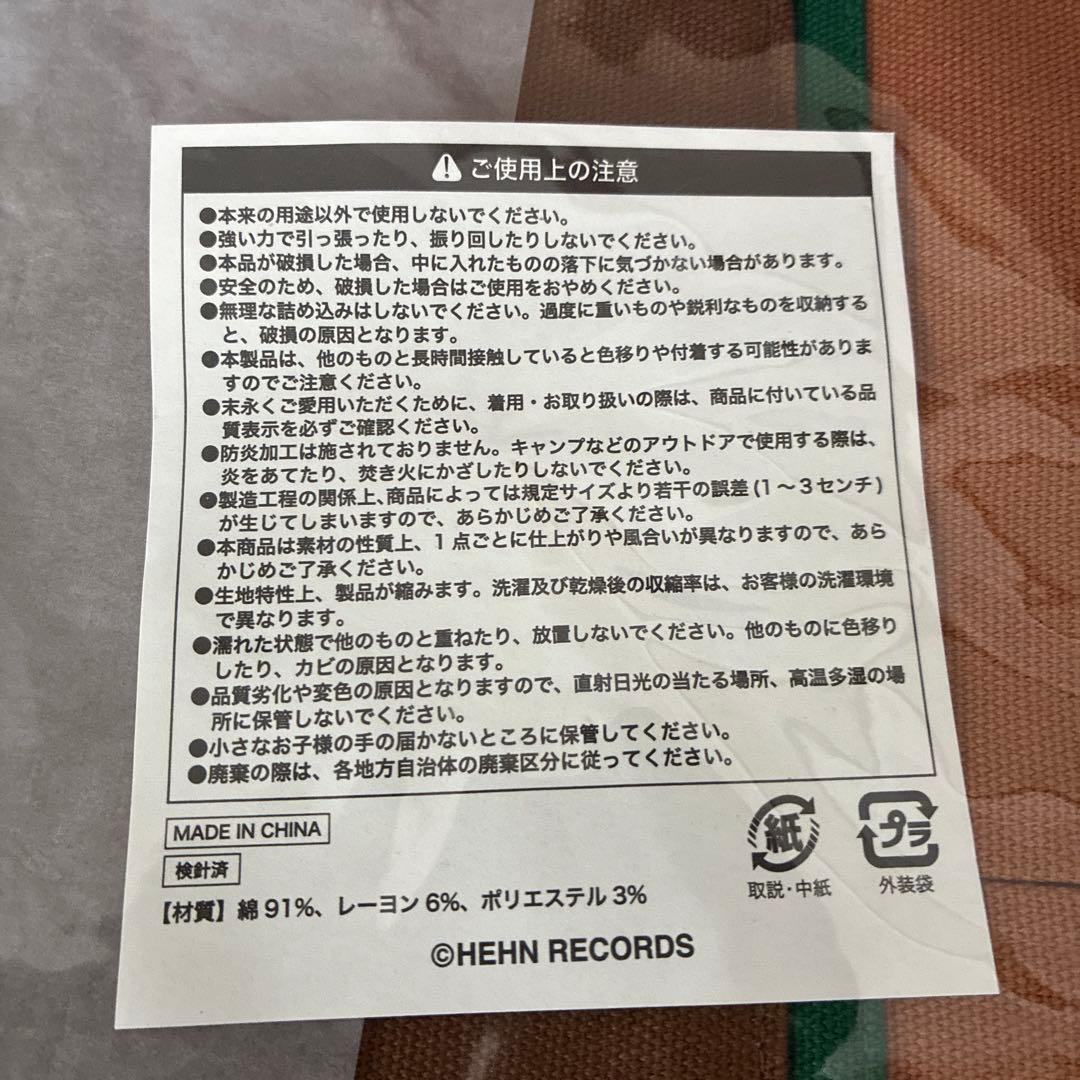 ご使用上の注意
●本来の用途以外で使用しないでください。
●強い力で引っ張ったり、振り回したりしないでください。
●本品が破損した場合、中に入れたものの落下に気づかない場合があります。
●安全のため、破損した場合はご使用をおやめください。
●無理な詰め込みはしないでください。過度に重いものや鋭利なものを収納する
と、破損の原因となります。
●本製品は、他のものと長時間接触していると色移りや付着する可能性がありま
すのでご注意ください。
●末永くご愛用いただくために、着用・お取り扱いの際は、商品に付いている品
質表示を必ずご確認ください。
●防炎加工は施されておりません。キャンプなどのアウトドアで使用する際は、
炎をあてたり、焚き火にかざしたりしないでください。
●製造工程の関係上、商品によっては規定サイズより若干の誤差(1～3センチ)
が生じてしまいますので、あらかじめご了承ください。
●本商品は素材の性質上、1点ごとに仕上がりや風合いが異なりますので、あら
かじめご了承ください。
●生地特性上、製品が縮みます。洗濯及び乾燥後の収縮率は、お客様の洗濯環境
で異なります。
●濡れた状態で他のものと重ねたり、放置しないでください。他のものに色移り
したり、カビの原因となります。
●品質劣化や変色の原因となりますので、直射日光の当たる場所、高温多湿の場
所に保管しないでください。
●小さなお子様の手の届かないところに保管してください。
●廃棄の際は、各地方自治体の廃棄区分に従ってください。
MADE IN CHINA
検針済
【材質】綿91%、レーヨン6%、ポリエステル3%
紙
取説・中紙
プラ
外装袋
©HEHN RECORDS